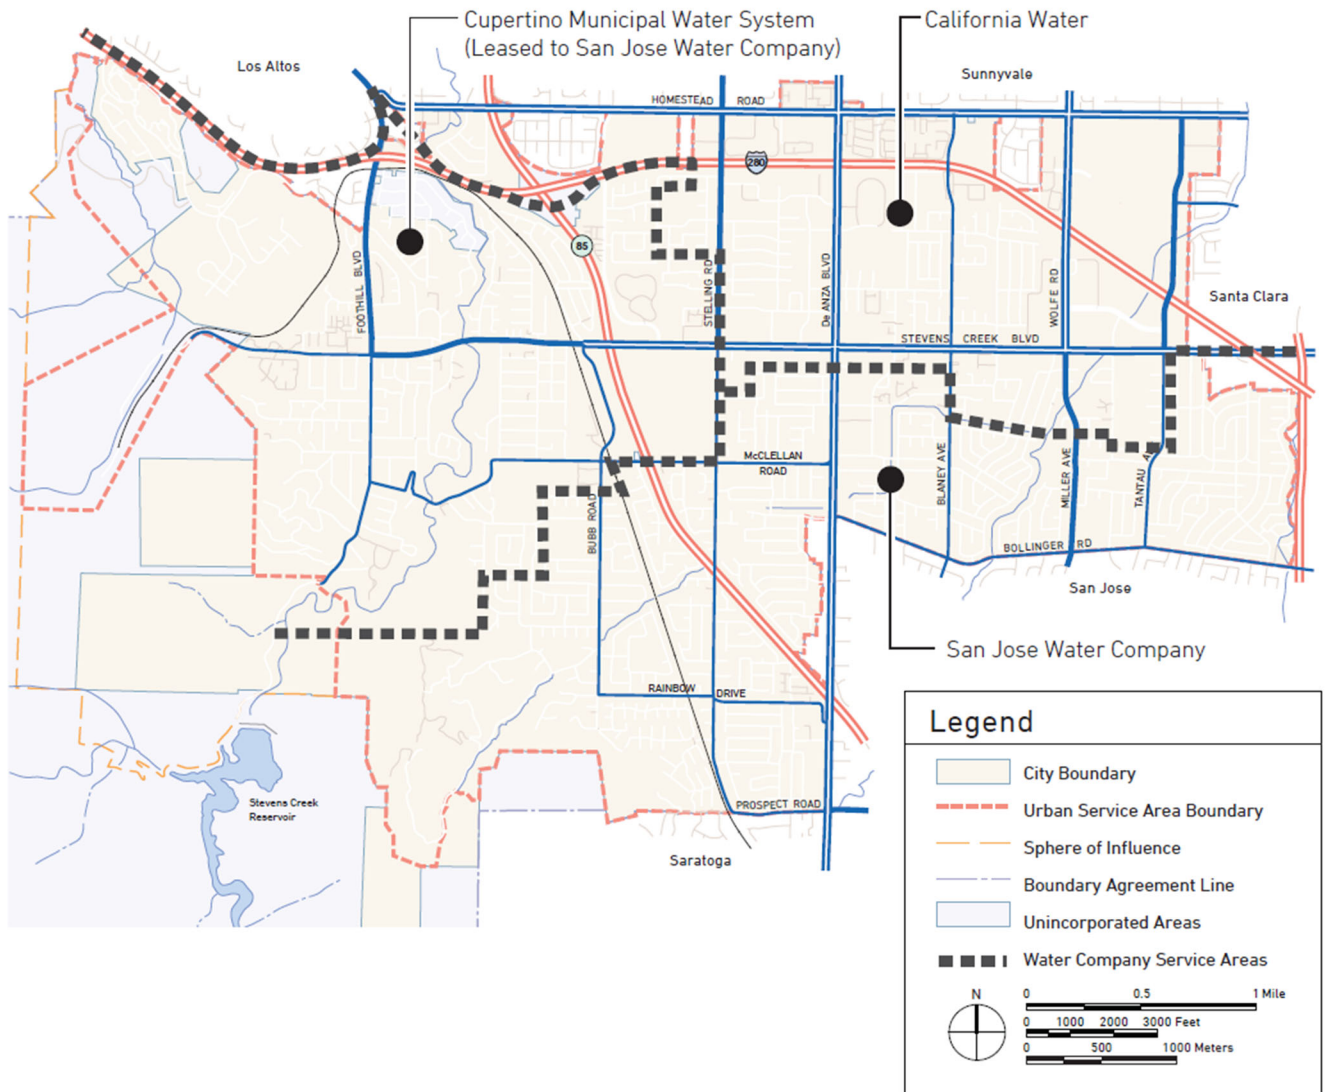 Cupertino Municipal Water System
(Leased to San Jose Water Company)
California Water
Los Altos
Sunnyvale
HOMESTEAD ROAD
280
85
FOOTHILL BLVD
STELLING RD
De ANZA BLVD
WOLFE RD
Santa Clara
STEVENS CREEK BLVD
McCLELLAN
ROAD
BUBB ROAD
BLANEY AVE
MILLER AVE
TANTAU AVE
BOLLINGER RD
San Jose
San Jose Water Company
RAINBOW DRIVE
Stevens Creek
Reservoir
PROSPECT ROAD
Saratoga
Legend
City Boundary
Urban Service Area Boundary
Sphere of Influence
Boundary Agreement Line
Unincorporated Areas
Water Company Service Areas
N
0 0.5 1 Mile
0 1000 2000 3000 Feet
0 500 1000 Meters